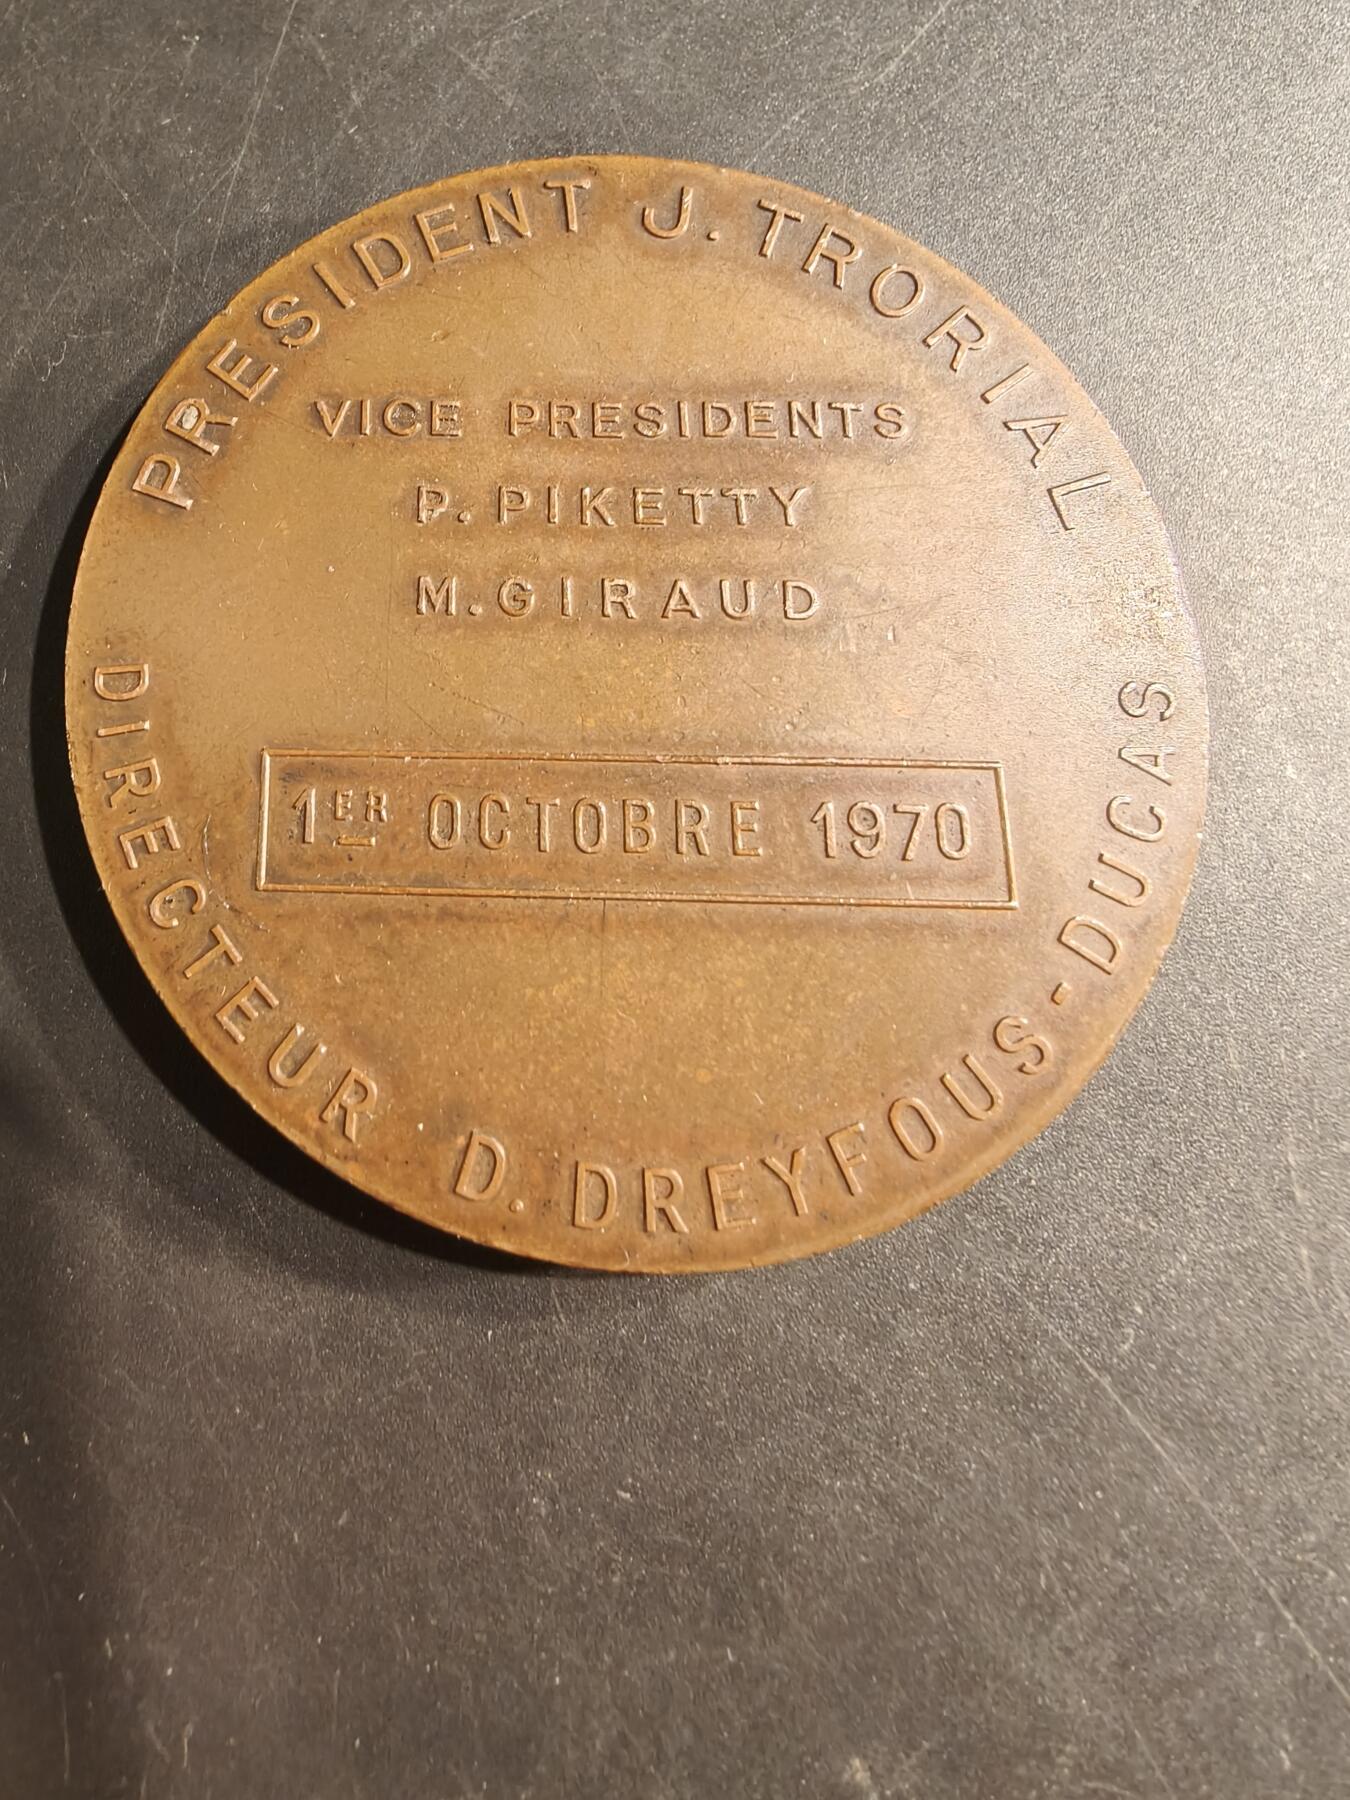 PRESIDENT J. TRORIAL
VICE PRESIDENTS
P. PIKETTY
M. GIRAUD
1ER OCTOBRE 1970
DIRECTEUR D. DREYFOUS-DUCAS